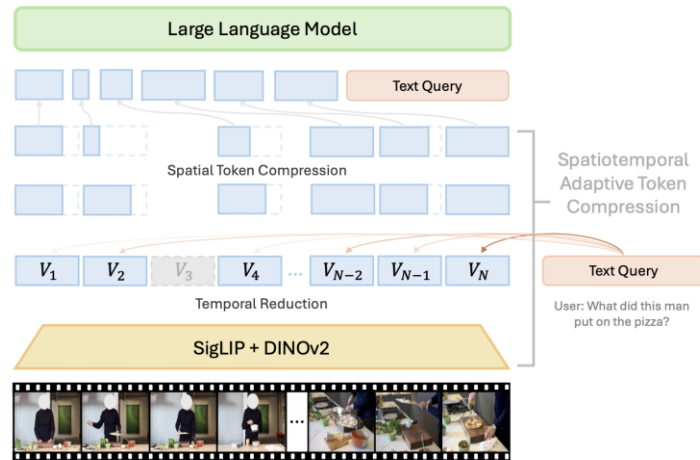 Large Language Model
Text Query
Spatial Token Compression
Spatiotemporal
Adaptive Token
Compression
V1 V2 V3 V4 ... VN-2 VN-1 VN
Text Query
Temporal Reduction
User: What did this man
put on the pizza?
SigLIP + DINOv2
...